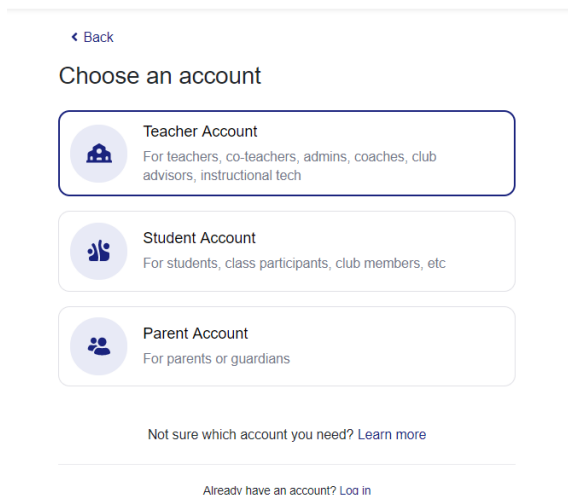 Back
Choose an account
Teacher Account
For teachers, co-teachers, admins, coaches, club
advisors, instructional tech
Student Account
For students, class participants, club members, etc
Parent Account
For parents or guardians
Not sure which account you need? Learn more
Already have an account? Log in